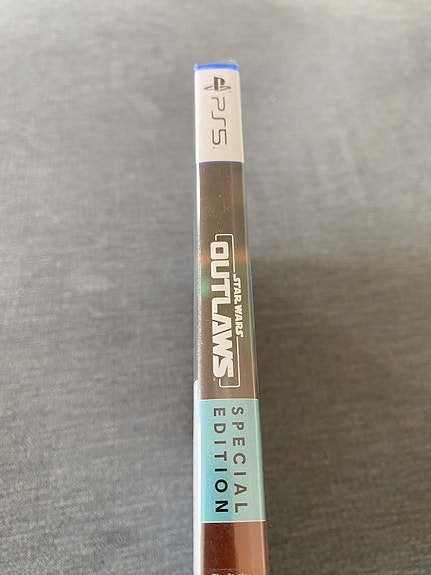 PS5
STAR WARS
OUTLAWS
SPECIAL
EDITION